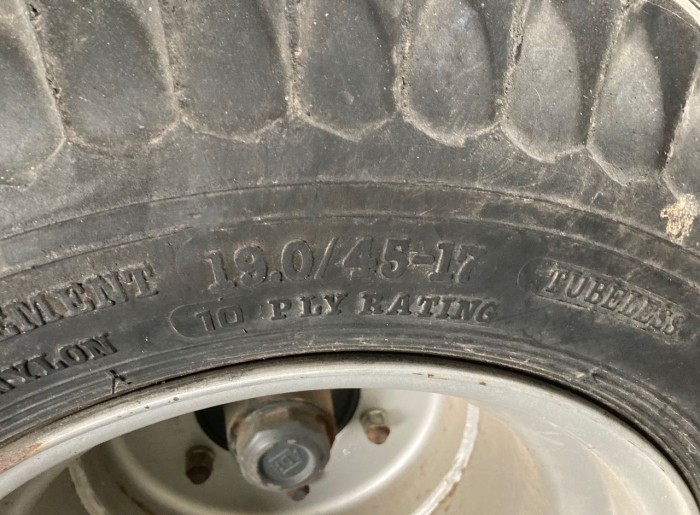 EMENT 19.0/45-17 TUBELESS
NYLON 10 PLY RATING